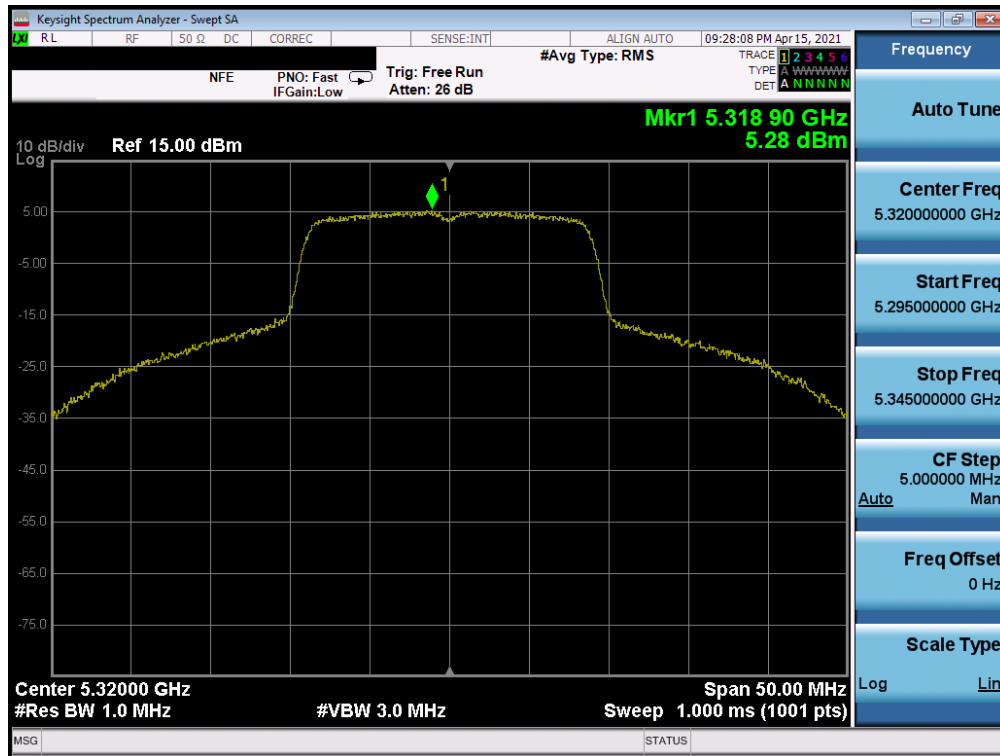 Keysight Spectrum Analyzer - Swept SA
LXI RL RF 50 Ω DC CORREC SENSE:INT ALIGN AUTO 09:28:08 PM Apr 15, 2021
NFE PNO: Fast Trig: Free Run #Avg Type: RMS TRACE 1 2 3 4 5 6
IFGain:Low Atten: 26 dB TYPE A WWWWW
DET A N N N N N
Mkr1 5.318 90 GHz
5.28 dBm
10 dB/div Ref 15.00 dBm
Log
1
5.00
-5.00
-15.0
-25.0
-35.0
-45.0
-55.0
-65.0
-75.0
Center 5.32000 GHz Span 50.00 MHz
#Res BW 1.0 MHz #VBW 3.0 MHz Sweep 1.000 ms (1001 pts)
MSG STATUS
Frequency
Auto Tune
Center Freq
5.320000000 GHz
Start Freq
5.295000000 GHz
Stop Freq
5.345000000 GHz
CF Step
5.000000 MHz
Auto Man
Freq Offset
0 Hz
Scale Type
Log Lin